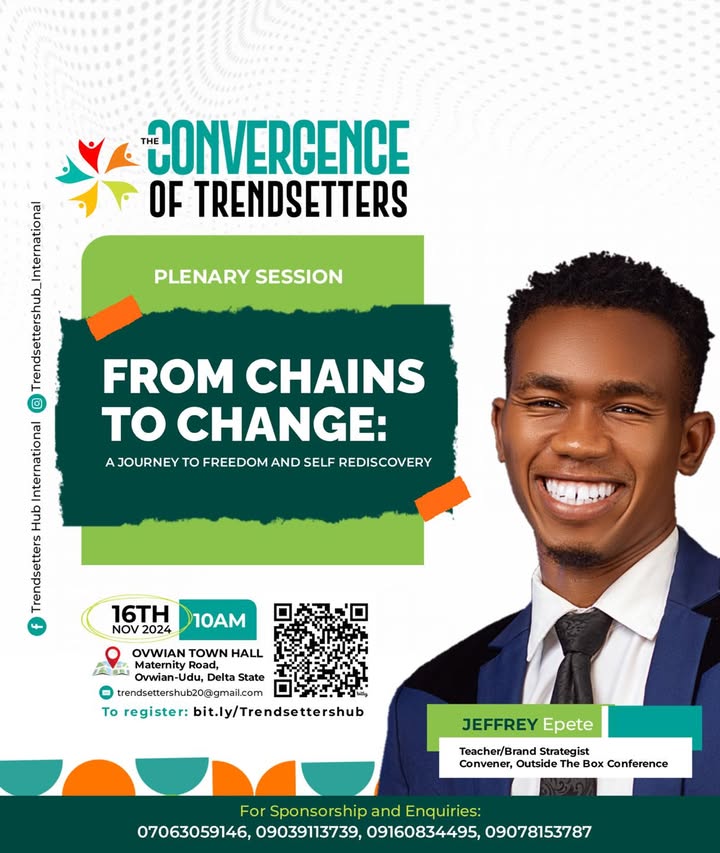 THE CONVERGENCE
OF TRENDSETTERS
PLENARY SESSION
FROM CHAINS
TO CHANGE:
A JOURNEY TO FREEDOM AND SELF REDISCOVERY
Trendsettershub_International
Trendsetters Hub International
16TH
NOV 2024
10AM
OVWIAN TOWN HALL
Maternity Road,
Ovwian-Udu, Delta State
trendsettershub20@gmail.com
To register: bit.ly/Trendsettershub
JEFFREY Epete
Teacher/Brand Strategist
Convener, Outside The Box Conference
For Sponsorship and Enquiries:
07063059146, 09039113739, 09160834495, 09078153787